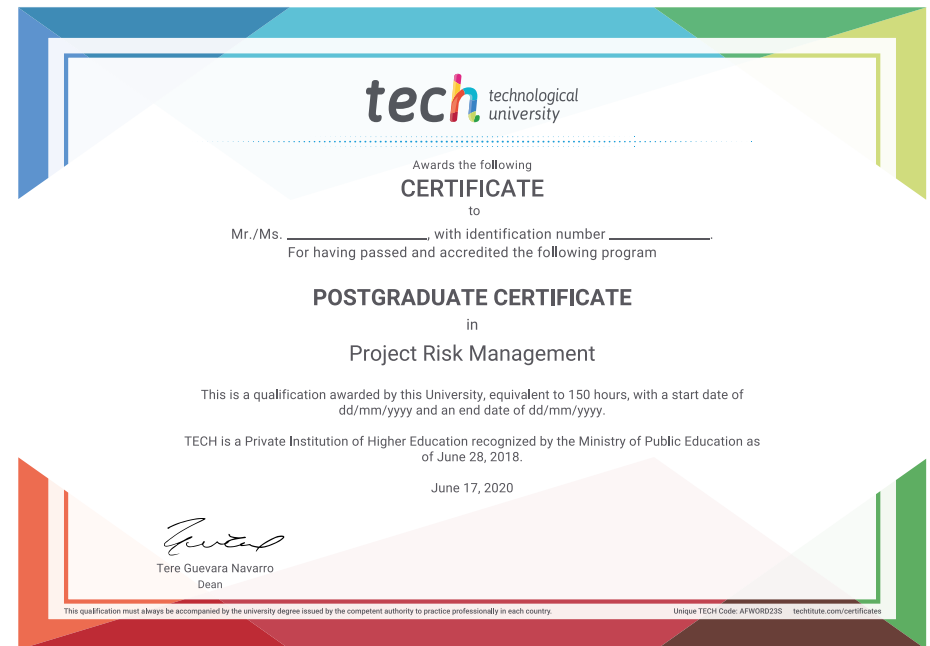 tech technological
university
Awards the following
CERTIFICATE
to
Mr./Ms. ____________________, with identification number ______________.
For having passed and accredited the following program
POSTGRADUATE CERTIFICATE
in
Project Risk Management
This is a qualification awarded by this University, equivalent to 150 hours, with a start date of
dd/mm/yyyy and an end date of dd/mm/yyyy.
TECH is a Private Institution of Higher Education recognized by the Ministry of Public Education as
of June 28, 2018.
June 17, 2020
Tere Guevara Navarro
Dean
This qualification must always be accompanied by the university degree issued by the competent authority to practice professionally in each country.
Unique TECH Code: AFWORD23S techtitute.com/certificates